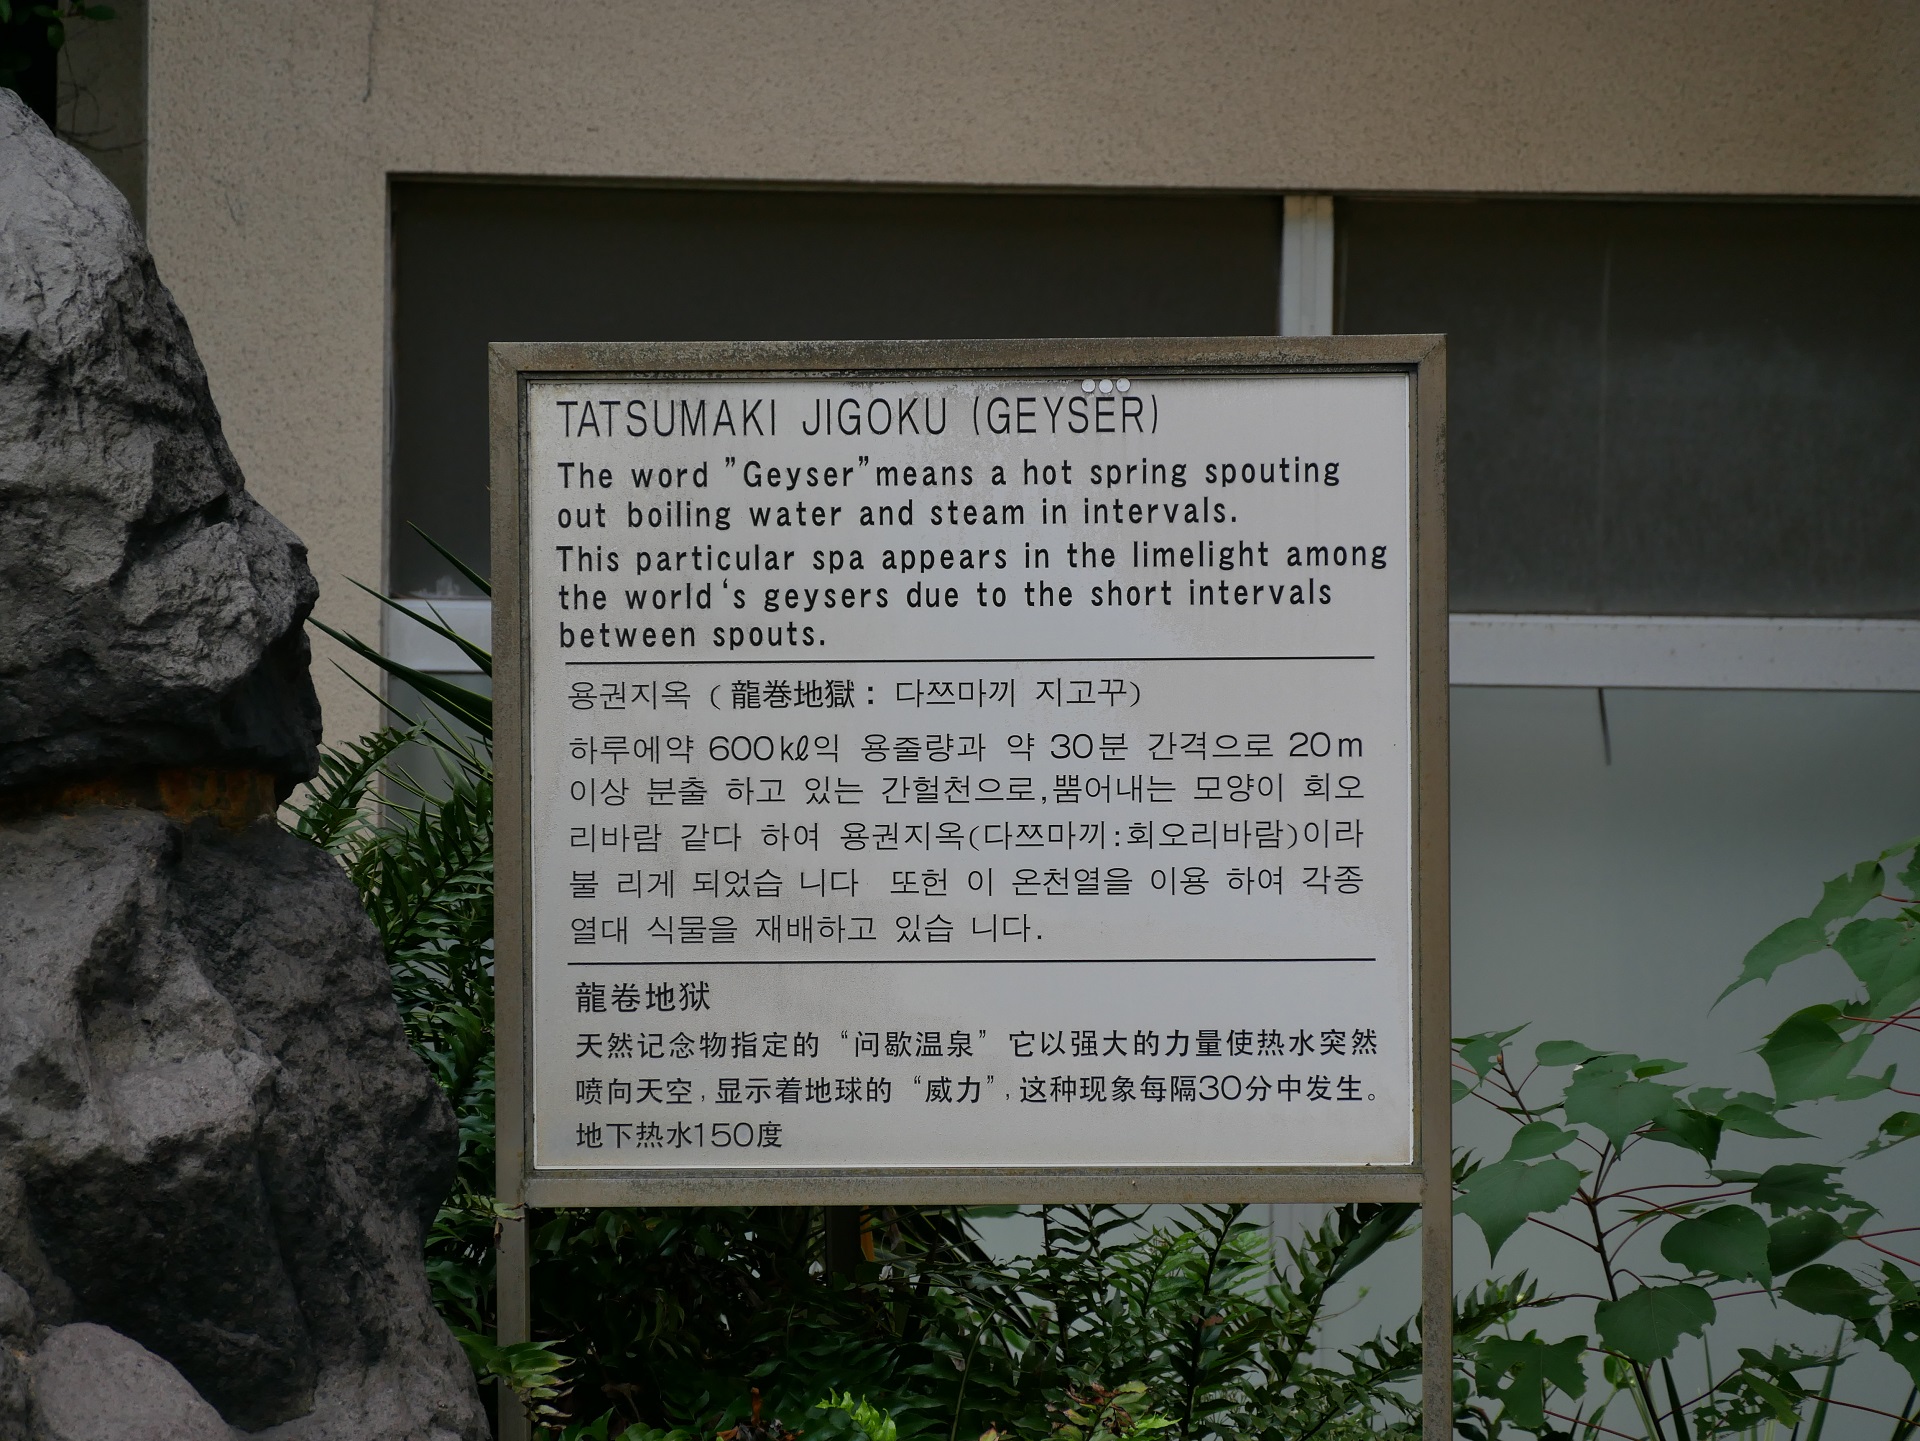 TATSUMAKI JIGOKU (GEYSER)
The word ”Geyser”means a hot spring spouting
out boiling water and steam in intervals.
This particular spa appears in the limelight among
the world‘s geysers due to the short intervals
between spouts.
용권지옥 ( 龍巻地獄 : 다쯔마끼 지고꾸)
하루에약 600kℓ익 용줄량과 약 30분 간격으로 20m
이상 분출 하고 있는 간헐천으로,뿜어내는 모양이 회오
리바람 같다 하여 용권지옥(다쯔마끼:회오리바람)이라
불 리게 되었습 니다 또헌 이 온천열을 이용 하여 각종
열대 식물을 재배하고 있습 니다.
龍卷地狱
天然记念物指定的 “问歇温泉” 它以强大的力量使热水突然
喷向天空, 显示着地球的 “威力”, 这种现象每隔30分中发生。
地下热水150度